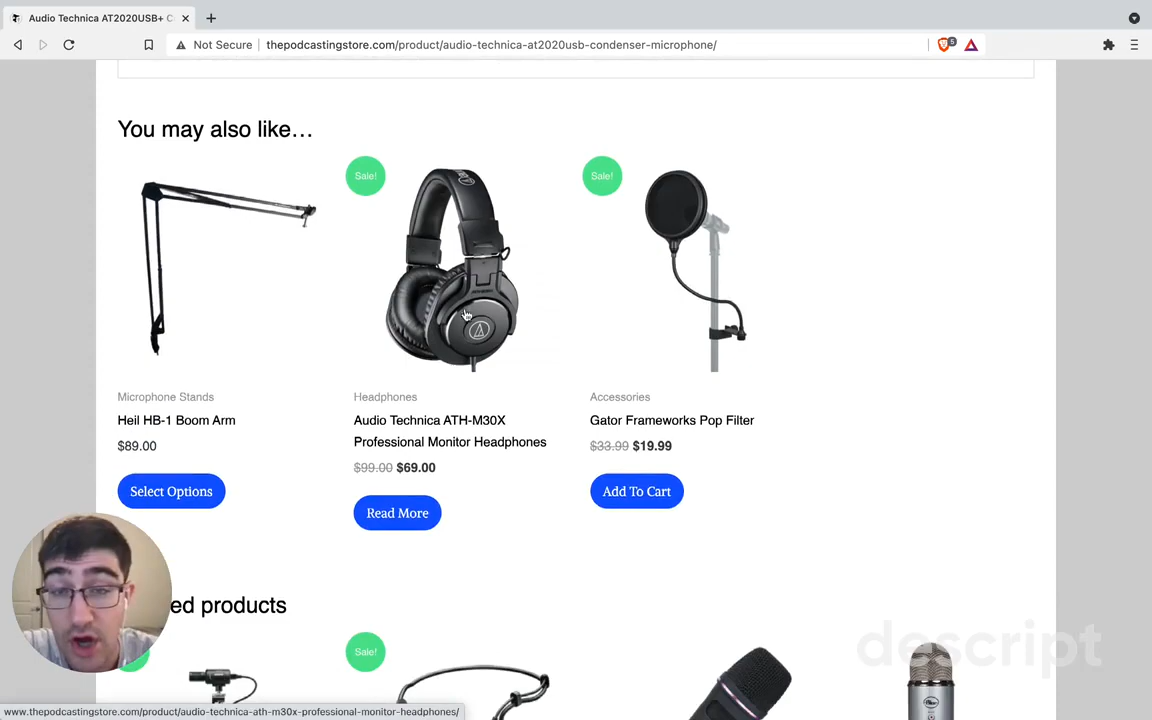 Audio Technica AT2020USB+ C
Not Secure thepodcastingstore.com/product/audio-technica-at2020usb-condenser-microphone/
5
You may also like…
Sale!
Sale!
Microphone Stands
Heil HB-1 Boom Arm
$89.00
Select Options
Headphones
Audio Technica ATH-M30X
Professional Monitor Headphones
$99.00 $69.00
Read More
Accessories
Gator Frameworks Pop Filter
$33.99 $19.99
Add To Cart
ed products
Sale!
descript
www.thepodcastingstore.com/product/audio-technica-ath-m30x-professional-monitor-headphones/